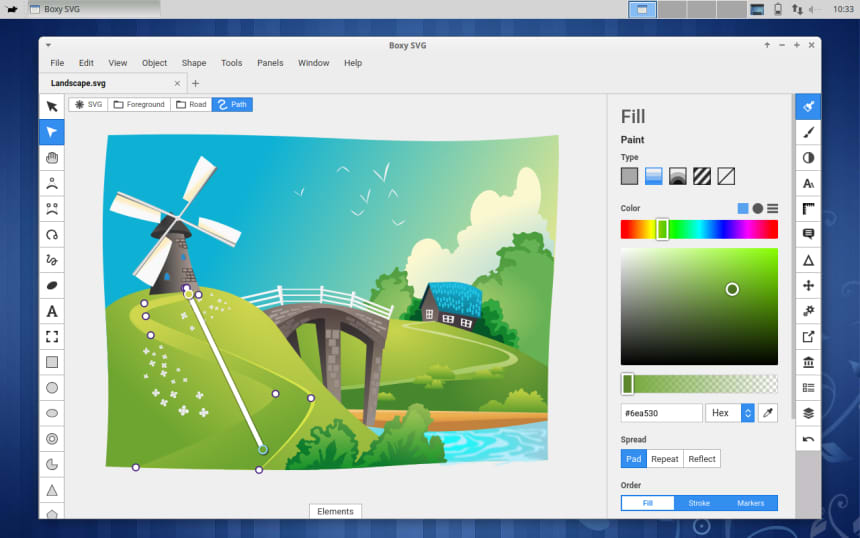 Boxy SVG
10:33
Boxy SVG
File Edit View Object Shape Tools Panels Window Help
Landscape.svg
SVG Foreground Road Path
Fill
Paint
Type
Color
#6ea530 Hex
Spread
Pad Repeat Reflect
Order
Fill Stroke Markers
Elements